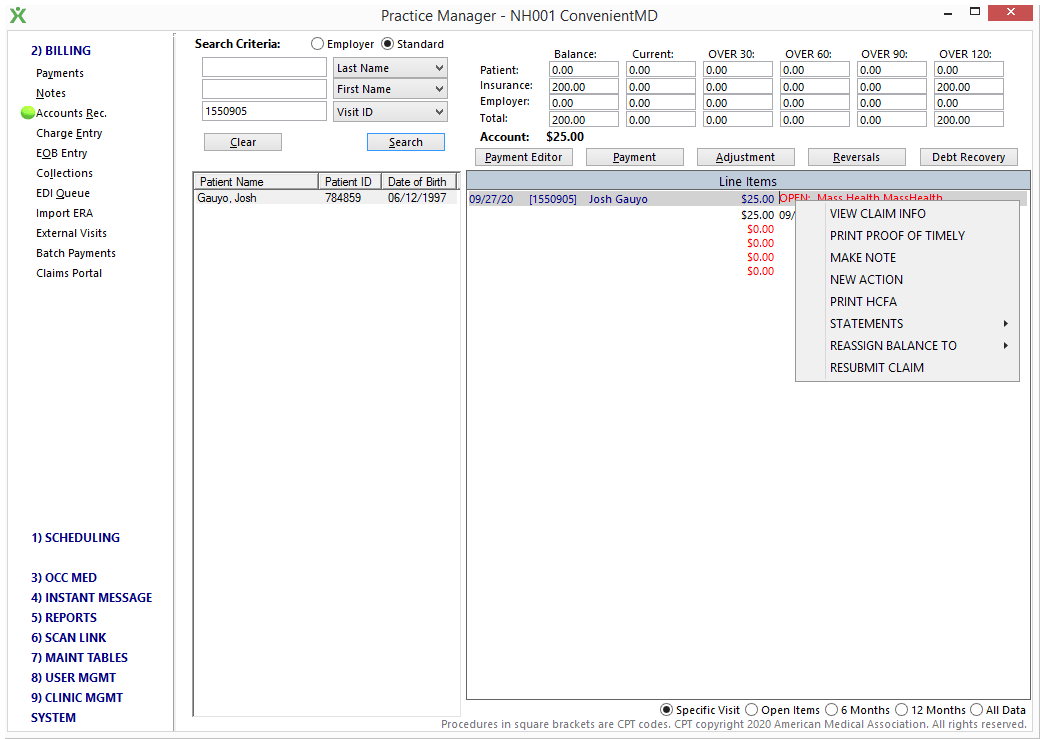 Practice Manager - NH001 ConvenientMD
2) BILLING
Payments
Notes
Accounts Rec.
Charge Entry
EOB Entry
Collections
EDI Queue
Import ERA
External Visits
Batch Payments
Claims Portal
1) SCHEDULING
3) OCC MED
4) INSTANT MESSAGE
5) REPORTS
6) SCAN LINK
7) MAINT TABLES
8) USER MGMT
9) CLINIC MGMT
SYSTEM
Search Criteria: Employer Standard
Last Name
First Name
1550905 Visit ID
Clear Search
Balance: Current: OVER 30: OVER 60: OVER 90: OVER 120:
Patient: 0.00 0.00 0.00 0.00 0.00 0.00
Insurance: 200.00 0.00 0.00 0.00 0.00 200.00
Employer: 0.00 0.00 0.00 0.00 0.00 0.00
Total: 200.00 0.00 0.00 0.00 0.00 200.00
Account: $25.00
Payment Editor Payment Adjustment Reversals Debt Recovery
Patient Name Patient ID Date of Birth
Gauyo, Josh 784859 06/12/1997
Line Items
09/27/20 [1550905] Josh Gauyo $25.00 OPEN: Mass Health MassHealth
$25.00 09/
$0.00
$0.00
$0.00
$0.00
VIEW CLAIM INFO
PRINT PROOF OF TIMELY
MAKE NOTE
NEW ACTION
PRINT HCFA
STATEMENTS
REASSIGN BALANCE TO
RESUBMIT CLAIM
Specific Visit Open Items 6 Months 12 Months All Data
Procedures in square brackets are CPT codes. CPT copyright 2020 American Medical Association. All rights reserved.